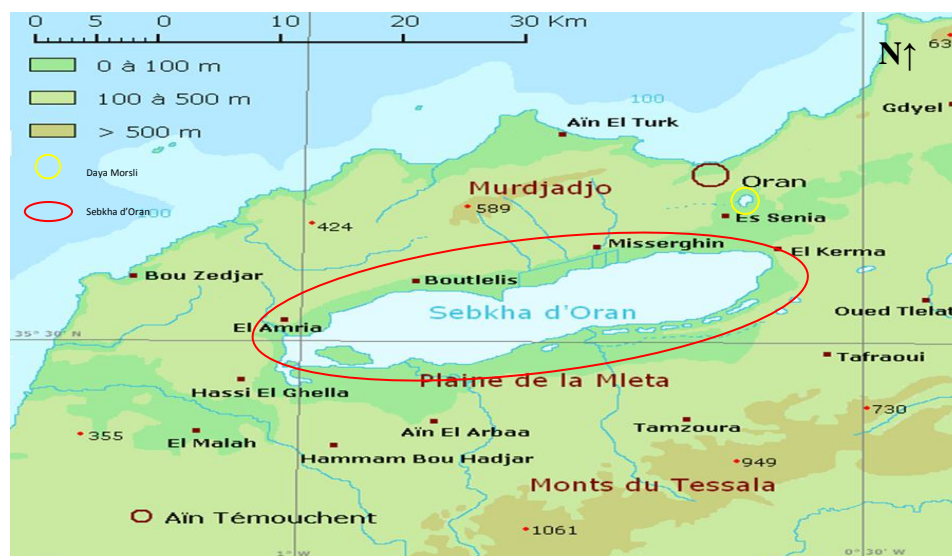 0 5 10 20 30 Km
0 à 100 m
100 à 500 m
> 500 m
Daya Morsli
Sebkha d'Oran
N↑
63
100
Gdyel
Aïn El Turk
Oran
Murdjadjo
589
424
Es Senia
Misserghin
El Kerma
Bou Zedjar
Boutlelis
Sebkha d'Oran
Oued Tlelat
El Amria
35° 30' N
Tafraoui
Plaine de la Mleta
Hassi El Ghella
730
355
El Malah
Aïn El Arbaa
Tamzoura
Hammam Bou Hadjar
949
Monts du Tessala
Aïn Témouchent
1061
1° W
0° 30' W